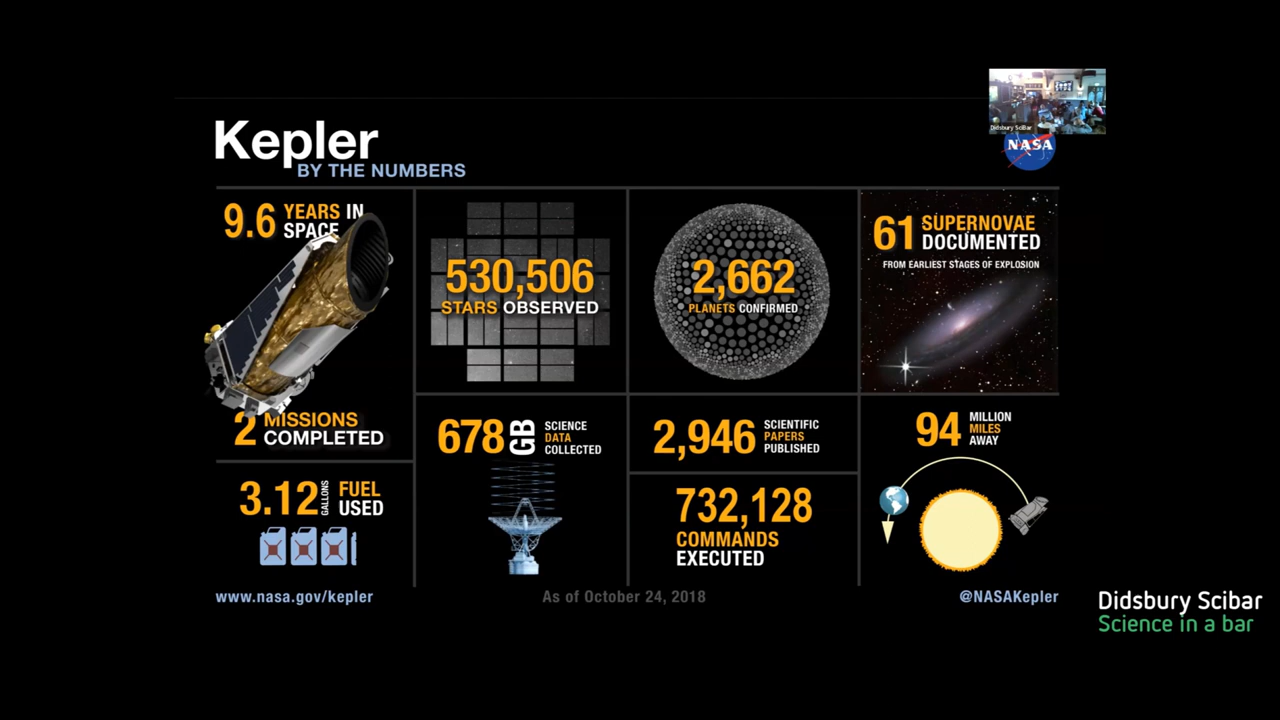 Kepler
BY THE NUMBERS
Didsbury SciBar
NASA
9.6 YEARS IN
SPACE
2 MISSIONS
COMPLETED
3.12 GALLONS FUEL
USED
530,506
STARS OBSERVED
678 GB SCIENCE
DATA
COLLECTED
2,662
PLANETS CONFIRMED
2,946 SCIENTIFIC
PAPERS
PUBLISHED
732,128
COMMANDS
EXECUTED
61 SUPERNOVAE
DOCUMENTED
FROM EARLIEST STAGES OF EXPLOSION
94 MILLION
MILES
AWAY
www.nasa.gov/kepler
As of October 24, 2018
@NASAKepler
Didsbury Scibar
Science in a bar